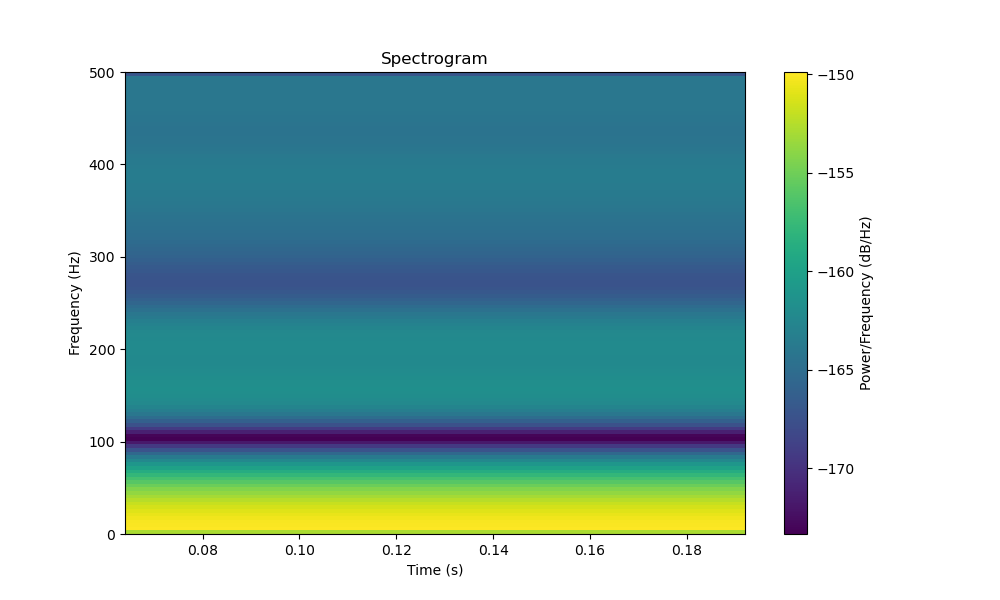 Spectrogram
500
400
300
200
100
0
Frequency (Hz)
0.08 0.10 0.12 0.14 0.16 0.18
Time (s)
−150
−155
−160
−165
−170
Power/Frequency (dB/Hz)